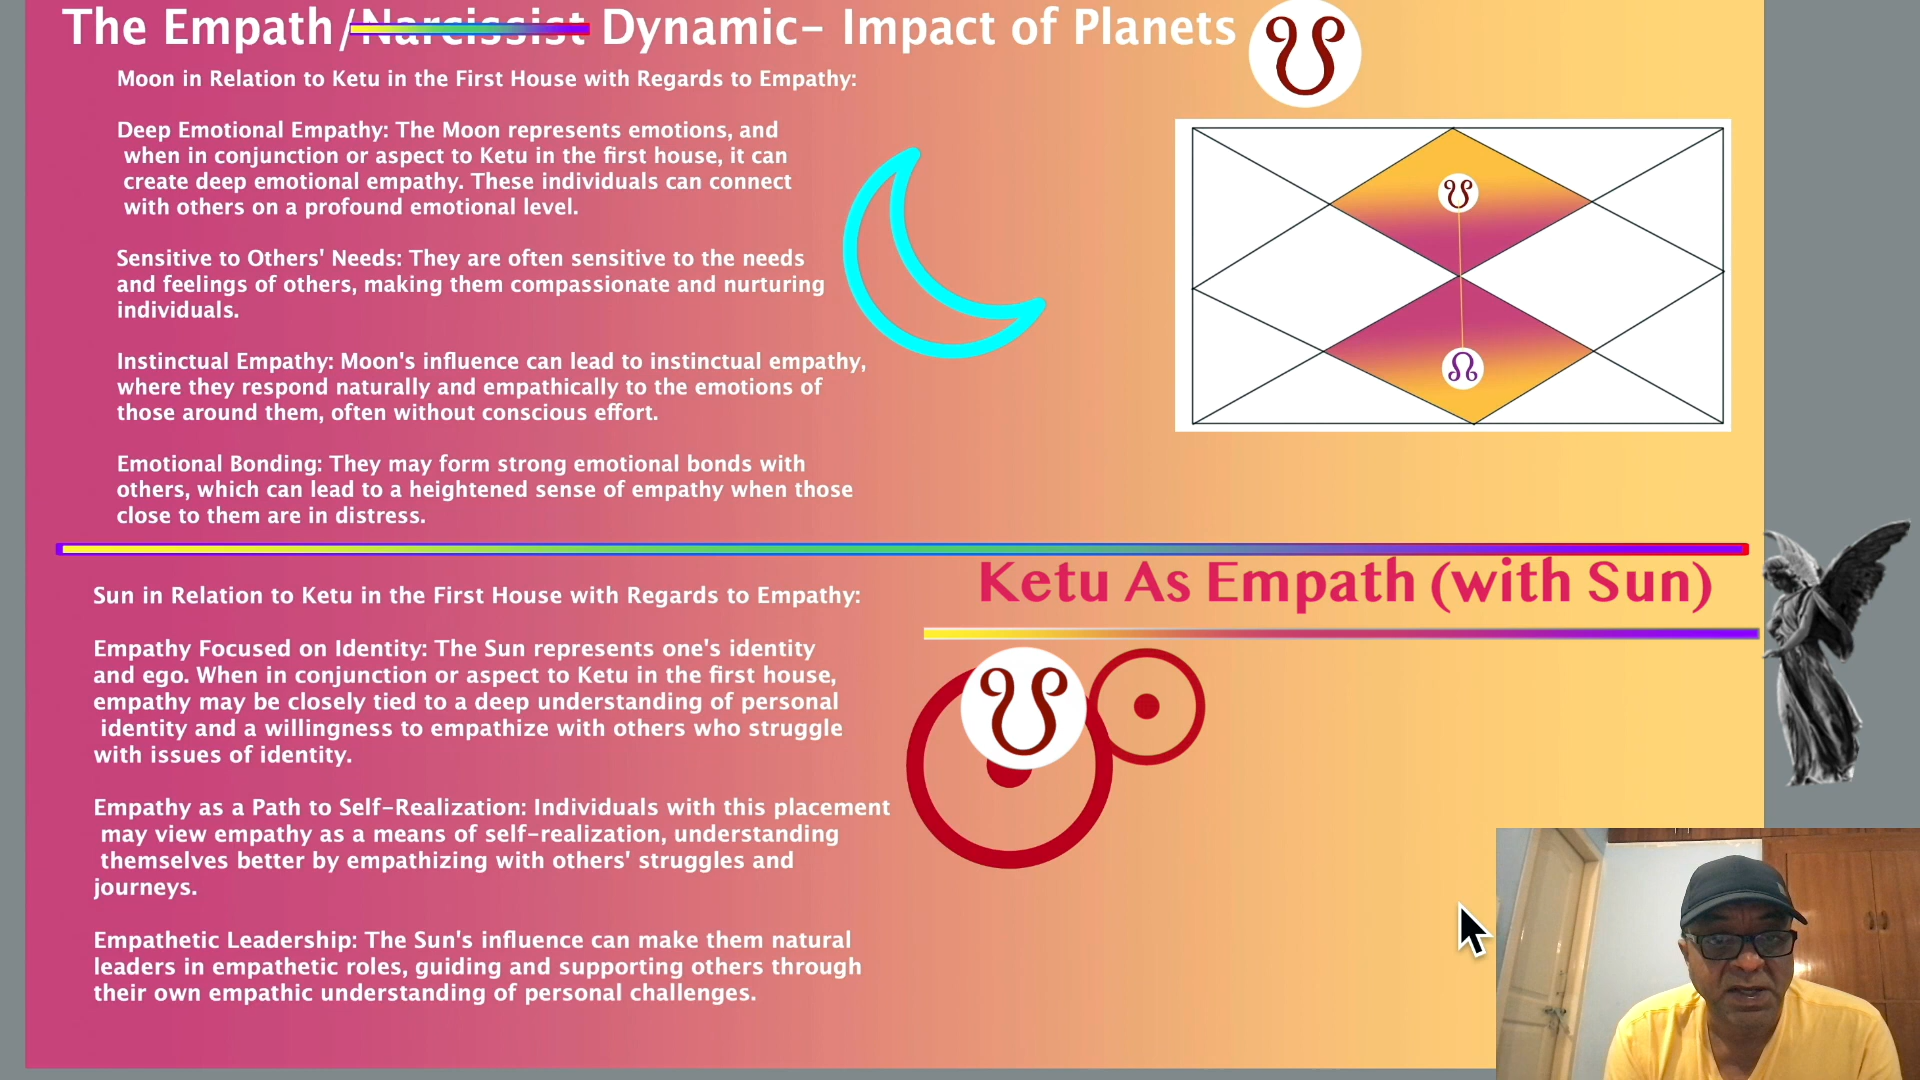 The Empath/Narcissist Dynamic- Impact of Planets
Moon in Relation to Ketu in the First House with Regards to Empathy:
Deep Emotional Empathy: The Moon represents emotions, and
when in conjunction or aspect to Ketu in the first house, it can
create deep emotional empathy. These individuals can connect
with others on a profound emotional level.
Sensitive to Others' Needs: They are often sensitive to the needs
and feelings of others, making them compassionate and nurturing
individuals.
Instinctual Empathy: Moon's influence can lead to instinctual empathy,
where they respond naturally and empathically to the emotions of
those around them, often without conscious effort.
Emotional Bonding: They may form strong emotional bonds with
others, which can lead to a heightened sense of empathy when those
close to them are in distress.
Ketu As Empath (with Sun)
Sun in Relation to Ketu in the First House with Regards to Empathy:
Empathy Focused on Identity: The Sun represents one's identity
and ego. When in conjunction or aspect to Ketu in the first house,
empathy may be closely tied to a deep understanding of personal
identity and a willingness to empathize with others who struggle
with issues of identity.
Empathy as a Path to Self-Realization: Individuals with this placement
may view empathy as a means of self-realization, understanding
themselves better by empathizing with others' struggles and
journeys.
Empathetic Leadership: The Sun's influence can make them natural
leaders in empathetic roles, guiding and supporting others through
their own empathic understanding of personal challenges.